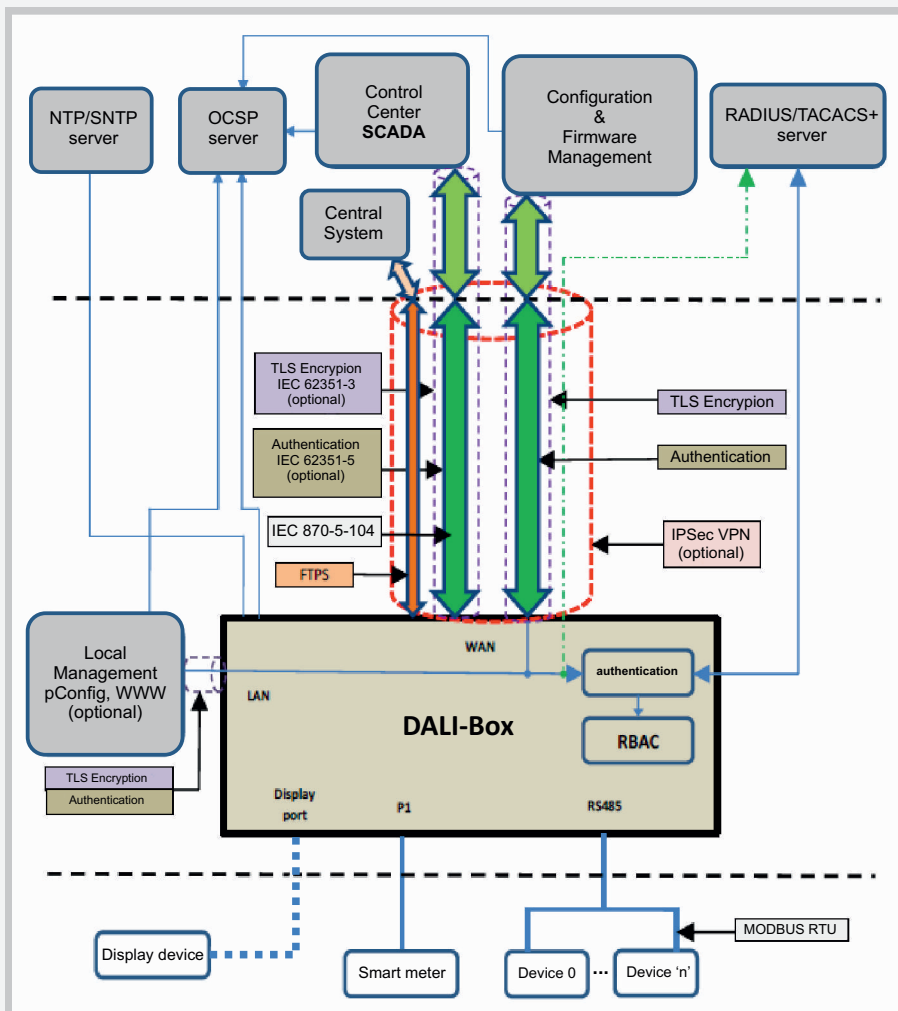 NTP/SNTP
server
OCSP
server
Control
Center
SCADA
Configuration
&
Firmware
Management
RADIUS/TACACS+
server
Central
System
TLS Encrypion
IEC 62351-3
(optional)
Authentication
IEC 62351-5
(optional)
IEC 870-5-104
FTPS
TLS Encrypion
Authentication
IPSec VPN
(optional)
Local
Management
pConfig, WWW
(optional)
TLS Encryption
Authentication
WAN
LAN
authentication
RBAC
DALI-Box
Display
port
P1
RS485
MODBUS RTU
Display device
Smart meter
Device 0
...
Device ‘n’